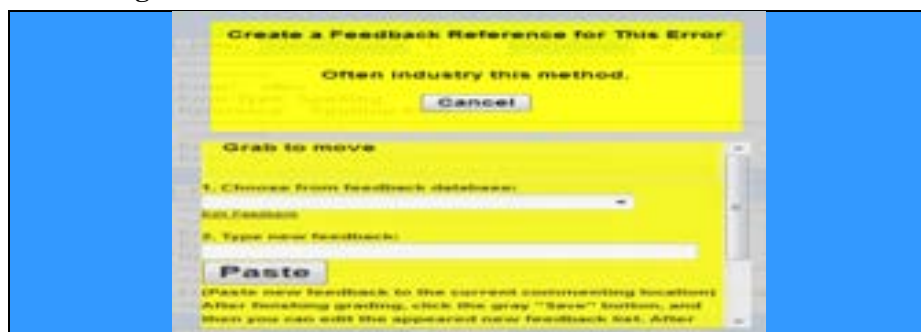 Create a Feedback Reference for This Error
Often industry this method.
Cancel
Grab to move
1. Choose from feedback database:
Edit Feedback
2. Type new feedback:
Paste
(Paste new feedback to the current commenting location)
After finishing grading, click the gray "Save" button, and
then you can edit the appeared new feedback list. After